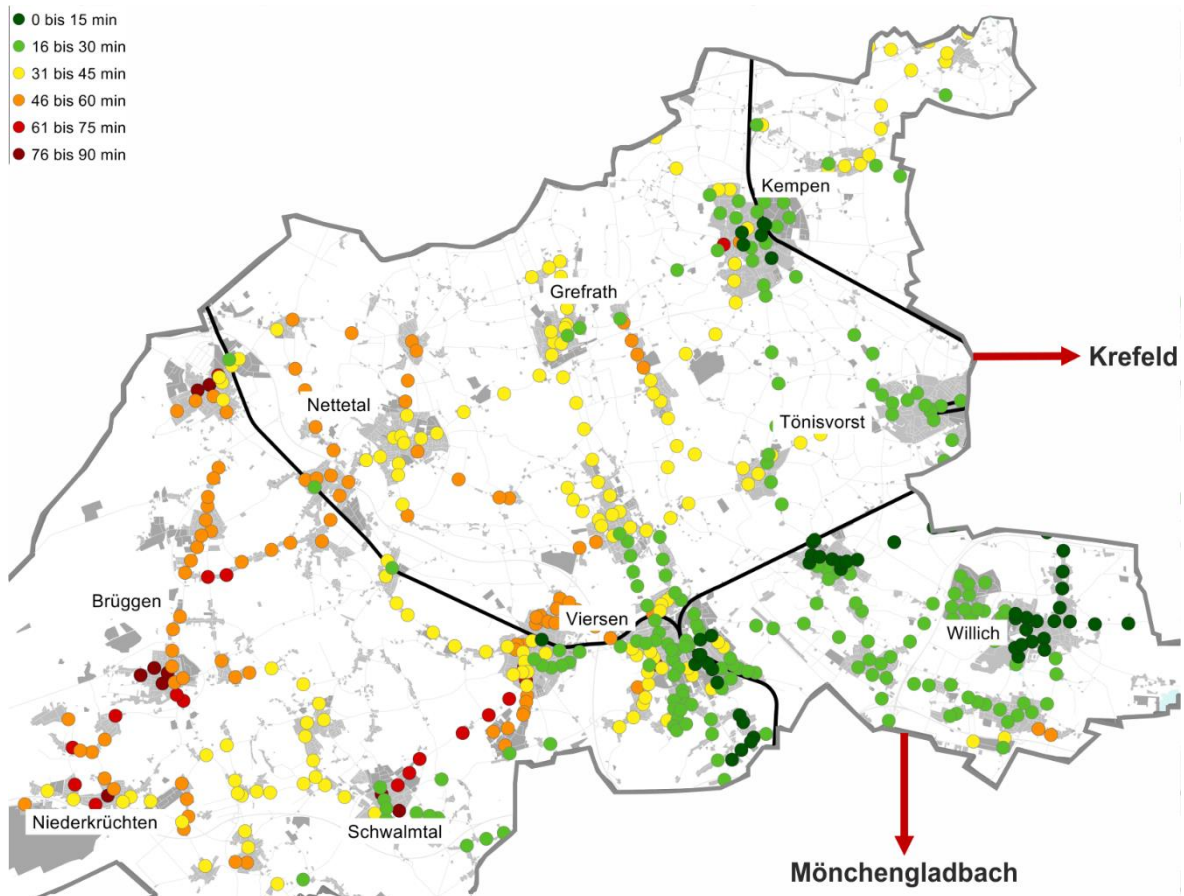 0 bis 15 min
16 bis 30 min
31 bis 45 min
46 bis 60 min
61 bis 75 min
76 bis 90 min
Kempen
Grefrath
Krefeld
Nettetal
Tönisvorst
Brüggen
Viersen
Willich
Niederkrüchten
Schwalmtal
Mönchengladbach